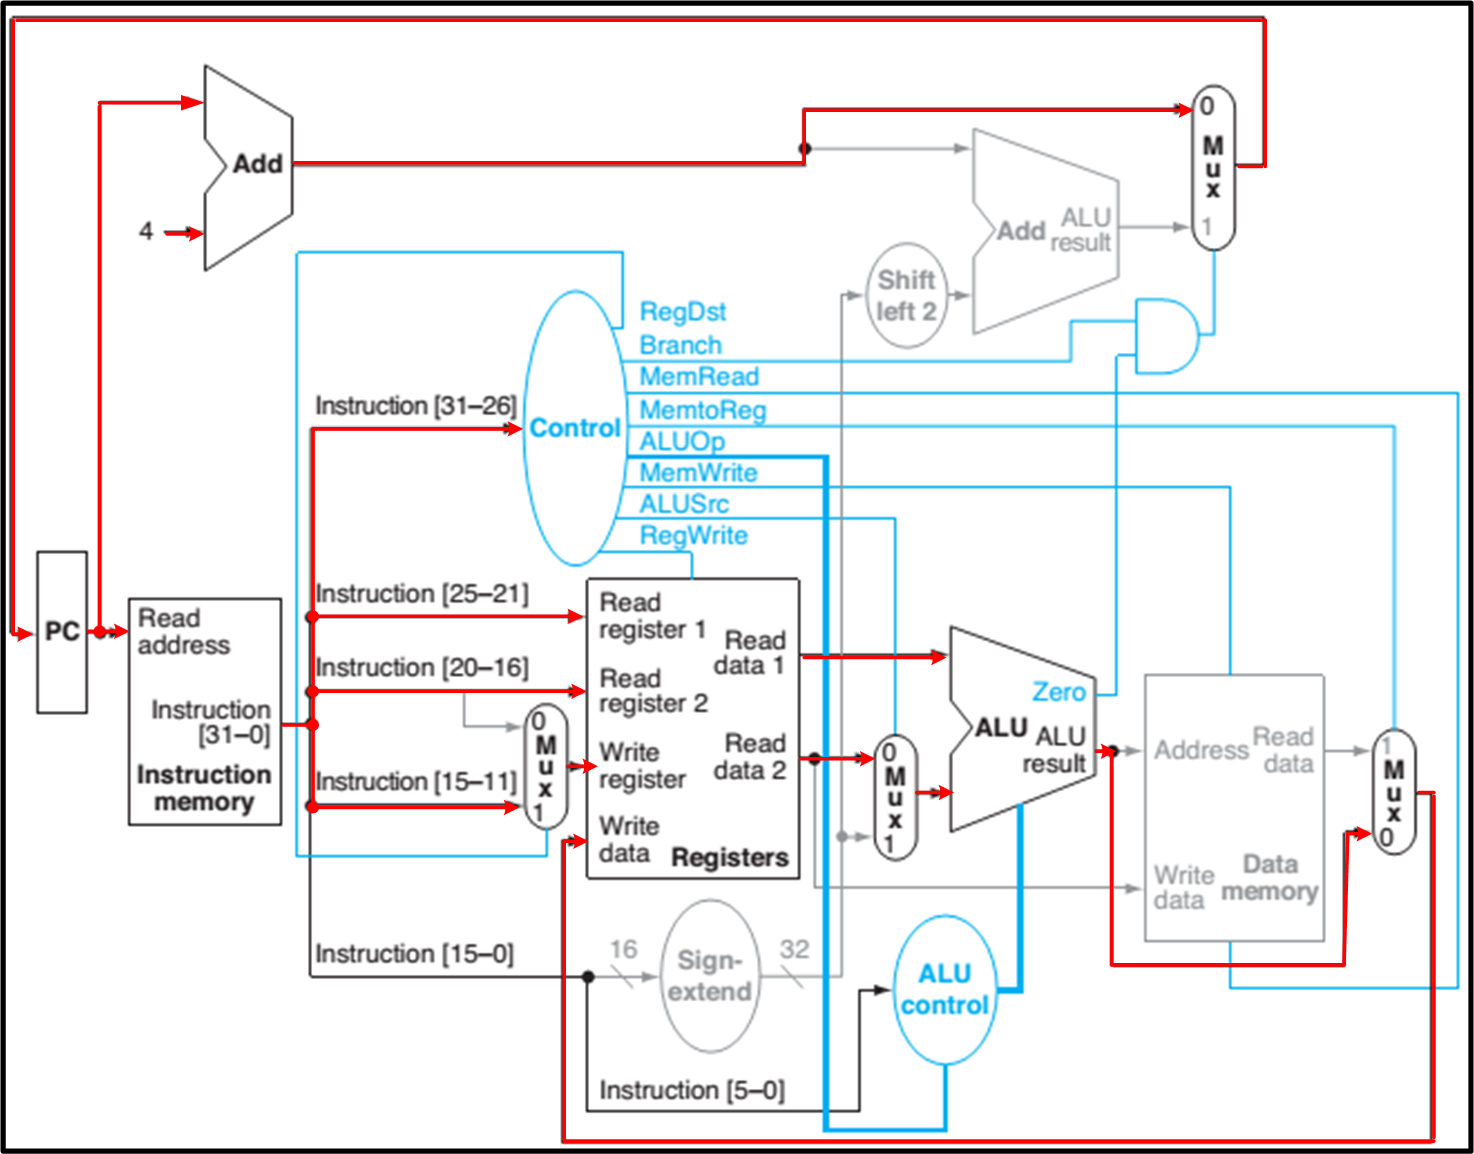 Add
4
0
M
u
x
1
Add
ALU
result
Shift
left 2
RegDst
Branch
MemRead
MemtoReg
ALUOp
MemWrite
ALUSrc
RegWrite
Control
Instruction [31–26]
Instruction [25–21]
Instruction [20–16]
Instruction [15–11]
Instruction [15–0]
Instruction [5–0]
PC
Read
address
Instruction
[31–0]
Instruction
memory
0
M
u
x
1
Read
register 1
Read
register 2
Write
register
Write
data
Read
data 1
Read
data 2
Registers
0
M
u
x
1
Zero
ALU
ALU
result
Address
Read
data
Write
data
Data
memory
1
M
u
x
0
16
Sign-
extend
32
ALU
control